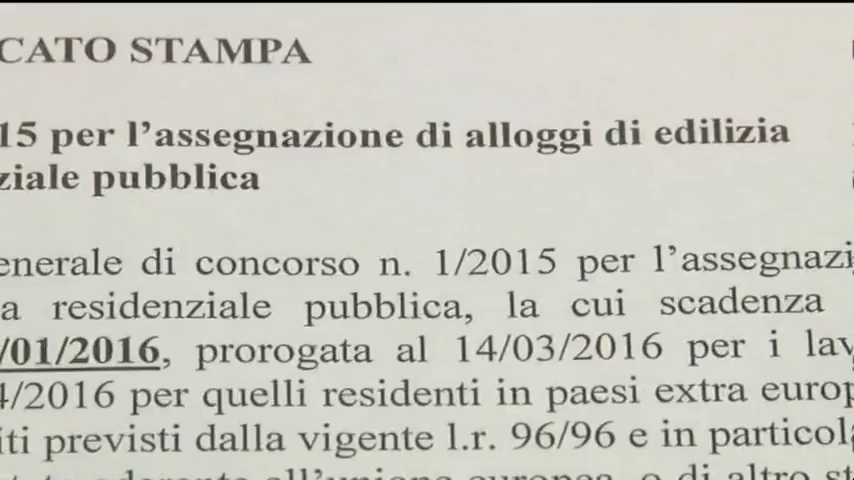 CATO STAMPA
15 per l'assegnazione di alloggi di edilizia
ziale pubblica
enerale di concorso n. 1/2015 per l'assegnazi
a residenziale pubblica, la cui scadenza
/01/2016, prorogata al 14/03/2016 per i lav
4/2016 per quelli residenti in paesi extra europ
iti previsti dalla vigente l.r. 96/96 e in particola